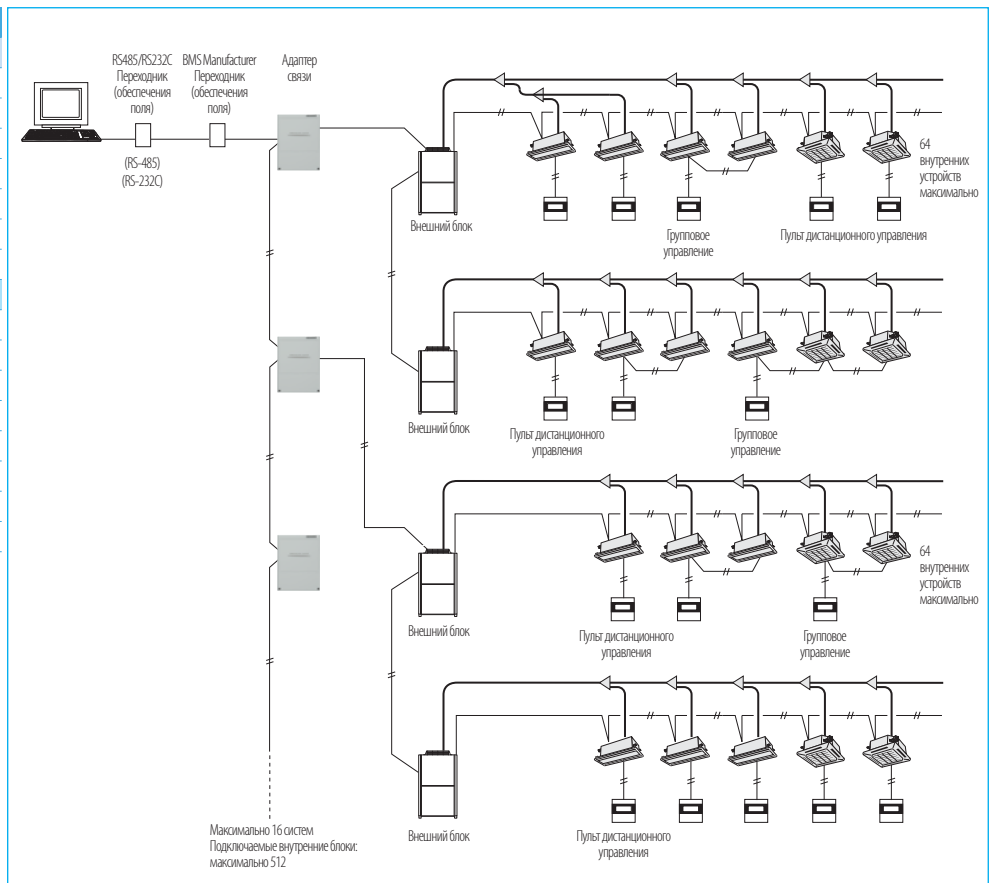 RS485/RS232C
Переходник
(обеспечения
поля)
BMS Manufacturer
Переходник
(обеспечения
поля)
Адаптер
связи
(RS-485)
(RS-232C)
64
внутренних
устройств
максимально
Внешний блок
Групповое
управление
Пульт дистанционного управления
Внешний блок
Пульт дистанционного
управления
Групповое
управление
64
внутренних
устройств
максимально
Внешний блок
Пульт дистанционного
управления
Групповое
управление
Максимально 16 систем
Подключаемые внутренние блоки:
максимально 512
Внешний блок
Пульт дистанционного
управления